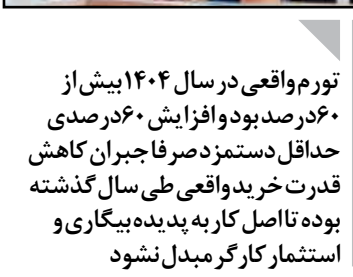 تورم واقعی در سال ۱۴۰۴ بیش از
۶۰ درصد بود و افزایش ۶۰ درصدی
حداقل دستمزد صرفا جبران کاهش
قدرت خرید واقعی طی سال گذشته
بوده تا اصل کار به پدیده بیگاری و
استثمار کارگر مبدل نشود